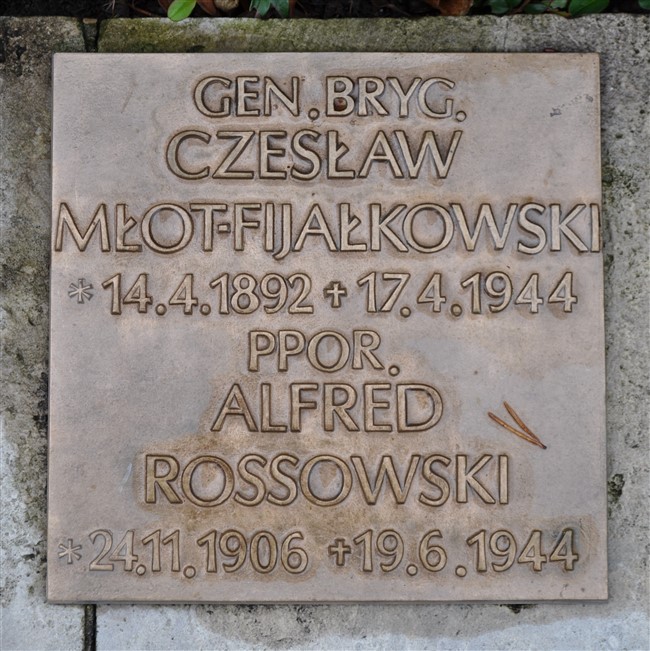 GEN. BRYG.
CZESŁAW
MŁOT-FIJAŁKOWSKI
* 14.4.1892 + 17.4.1944
PPOR.
ALFRED
ROSSOWSKI
* 24.11.1906 + 19.6.1944